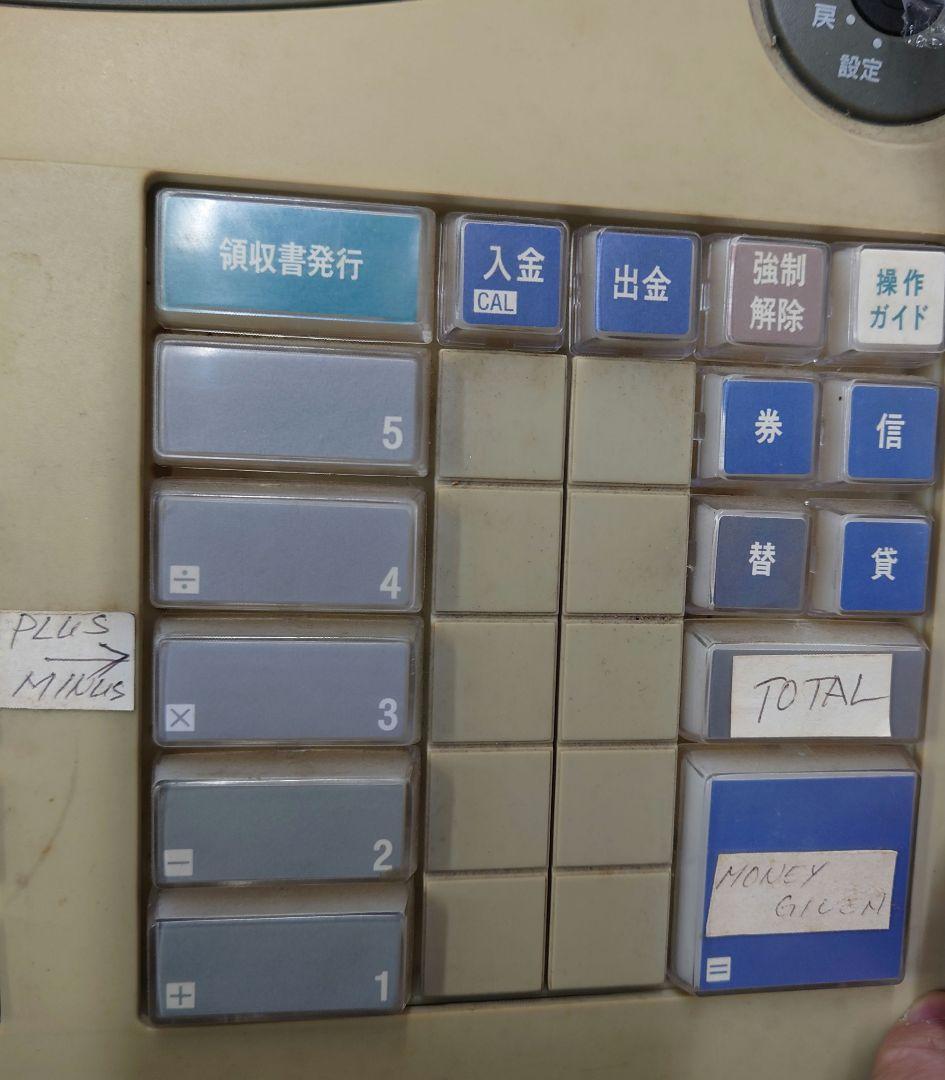 戻
設定
領収書発行
入金
CAL
出金
強制
解除
操作
ガイド
5
券
信
÷
4
替
貸
PLUS
MINUS
×
3
TOTAL
−
2
MONEY
GIVEN
=
+
1